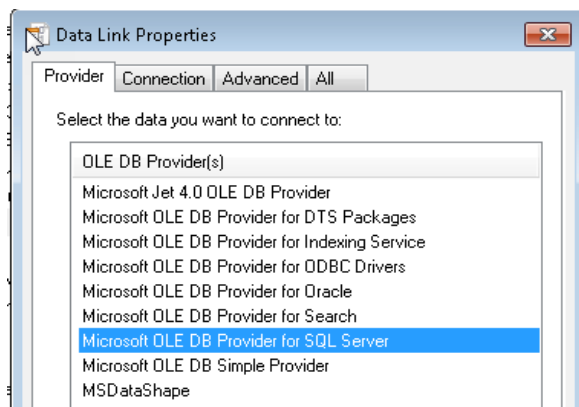 Data Link Properties
Provider Connection Advanced All
Select the data you want to connect to:
OLE DB Provider(s)
Microsoft Jet 4.0 OLE DB Provider
Microsoft OLE DB Provider for DTS Packages
Microsoft OLE DB Provider for Indexing Service
Microsoft OLE DB Provider for ODBC Drivers
Microsoft OLE DB Provider for Oracle
Microsoft OLE DB Provider for Search
Microsoft OLE DB Provider for SQL Server
Microsoft OLE DB Simple Provider
MSDataShape